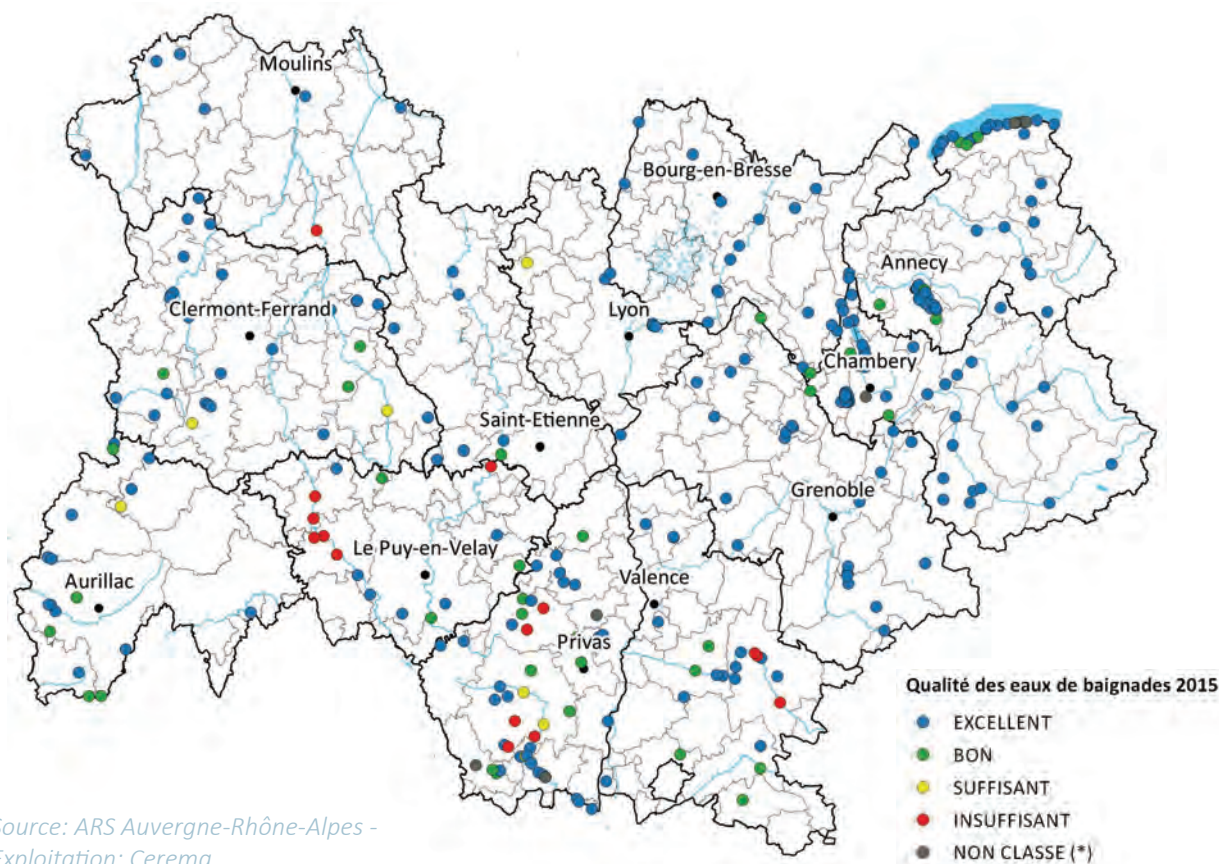 Moulins
Bourg-en-Bresse
Annecy
Clermont-Ferrand
Lyon
Chambery
Saint-Etienne
Grenoble
Le Puy-en-Velay
Aurillac
Valence
Privas
Qualité des eaux de baignades 2015
EXCELLENT
BON
SUFFISANT
INSUFFISANT
NON CLASSE (*)
Source: ARS Auvergne-Rhône-Alpes -
Exploitation: Cerema